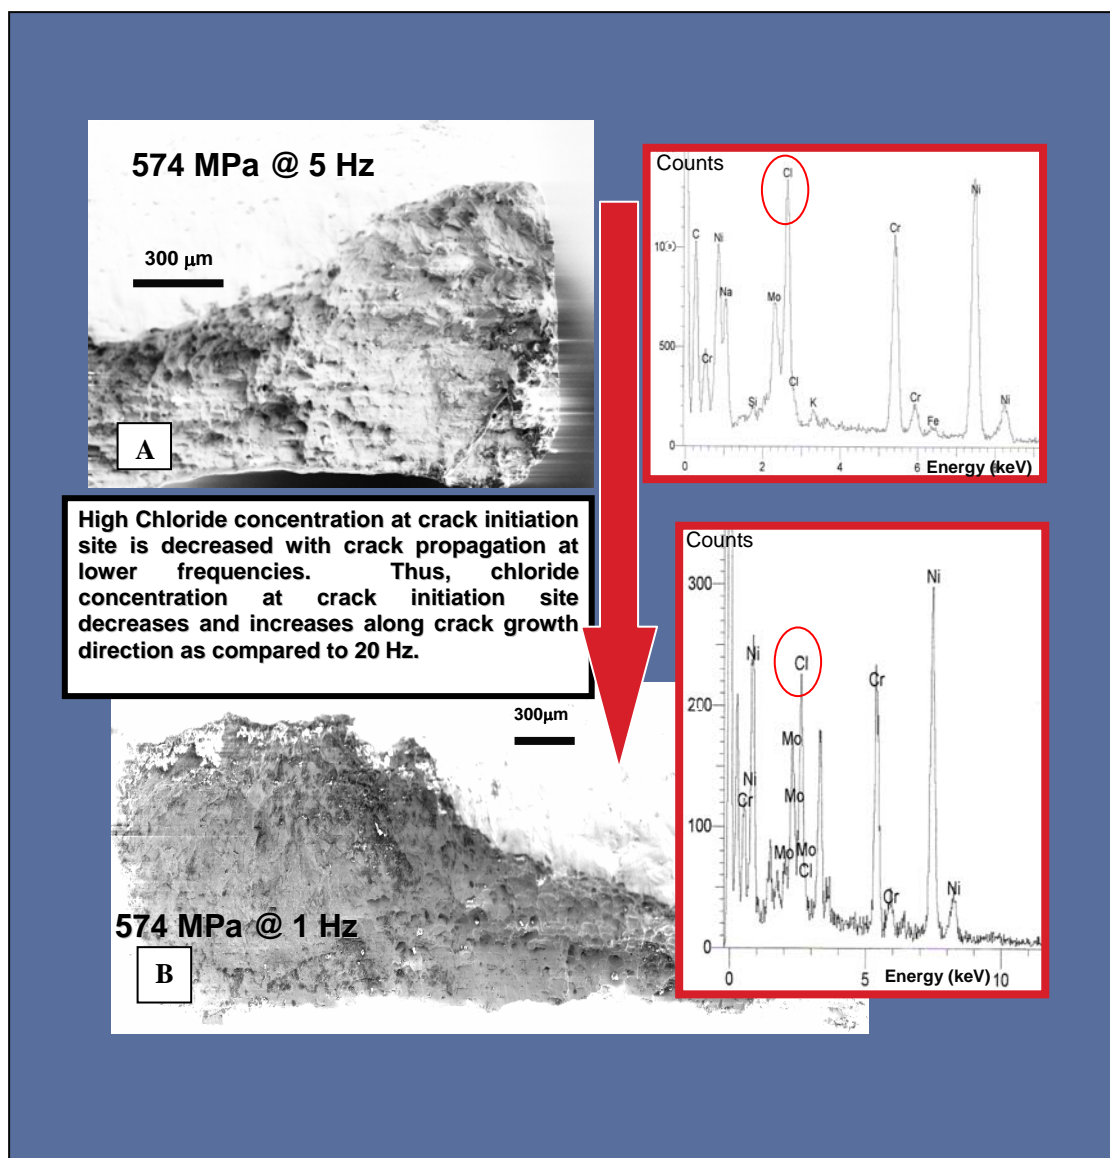 574 MPa @ 5 Hz
300 μm
A
Counts
Cl
C
Ni
Na
Cr
Mo
Cl
Si
K
Cr
Cr
Fe
Ni
Ni
500
0
0
2
4
6
Energy (keV)
High Chloride concentration at crack initiation
site is decreased with crack propagation at
lower frequencies. Thus, chloride
concentration at crack initiation site
decreases and increases along crack growth
direction as compared to 20 Hz.
300μm
574 MPa @ 1 Hz
B
Counts
300
200
100
0
Ni
Ni
Cr
Cl
Mo
Mo
Mo
Mo
Cl
Cr
Cr
Ni
Ni
0
5
10
Energy (keV)